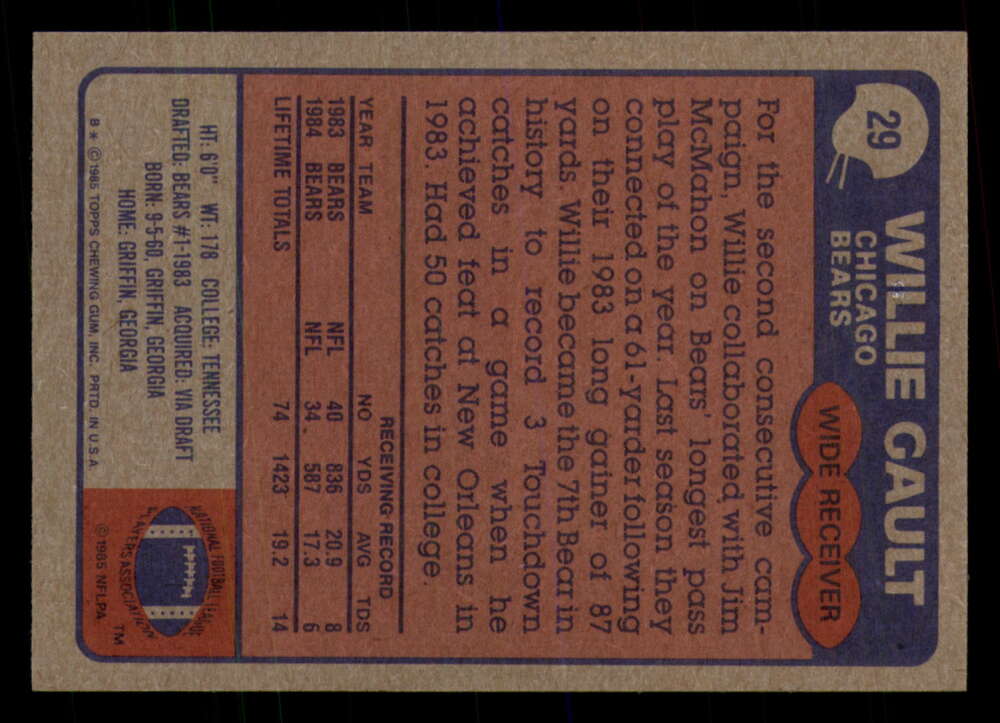 29
WILLIE GAULT
CHICAGO
BEARS
WIDE RECEIVER
For the second consecutive cam-
paign, Willie collaborated with Jim
McMahon on Bears' longest pass
play of the year. Last season they
connected on a 61-yarder following
on their 1983 long gainer of 87
yards. Willie became the 7th Bear in
history to record 3 Touchdown
catches in a game when he
achieved feat at New Orleans in
1983. Had 50 catches in college.
RECEIVING RECORD
YEAR TEAM NO YDS AVG TDS
1983 BEARS NFL 40 836 20.9 8
1984 BEARS NFL 34 587 17.3 6
LIFETIME TOTALS 74 1423 19.2 14
HT: 6'0" WT: 178 COLLEGE: TENNESSEE
DRAFTED: BEARS #1-1983 ACQUIRED: VIA DRAFT
BORN: 9-5-60, GRIFFIN, GEORGIA
HOME: GRIFFIN, GEORGIA
B* © 1985 TOPPS CHEWING GUM, INC. PRTD. IN U.S.A.
NATIONAL FOOTBALL LEAGUE
PLAYERS ASSOCIATION
TM
© 1985 NFLPA